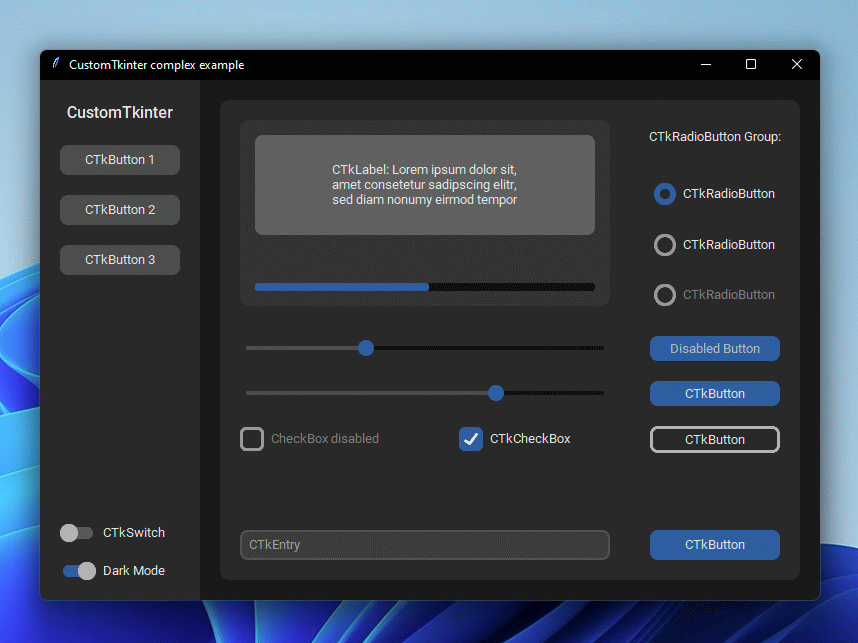 CustomTkinter complex example
CustomTkinter
CTkButton 1
CTkButton 2
CTkButton 3
CTkSwitch
Dark Mode
CTkLabel: Lorem ipsum dolor sit,
amet consetetur sadipscing elitr,
sed diam nonumy eirmod tempor
CheckBox disabled
CTkCheckBox
CTkEntry
CTkRadioButton Group:
CTkRadioButton
CTkRadioButton
CTkRadioButton
Disabled Button
CTkButton
CTkButton
CTkButton